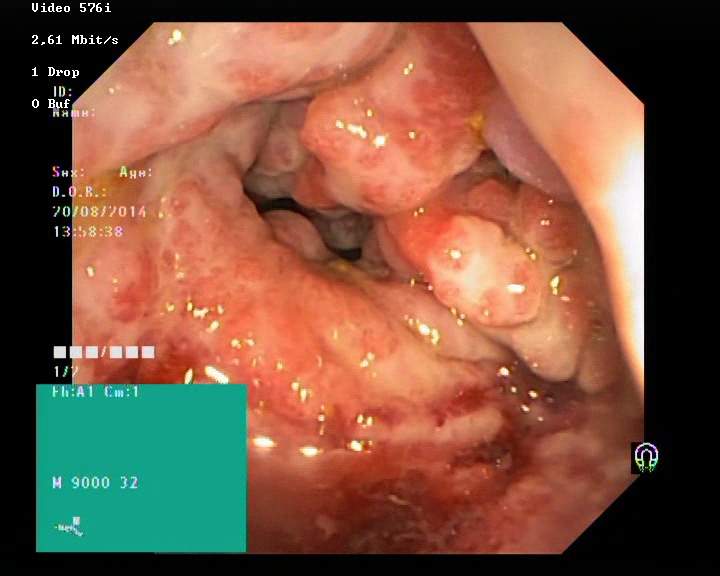 Video 576i
2,61 Mbit/s
1 Drop
ID:
0 Buf
Name:
Sex: Age:
D.O.B.:
20/08/2014
13:58:38
■■■/■■■
1/7
Eh:A1 Cm:1
M 9000 32